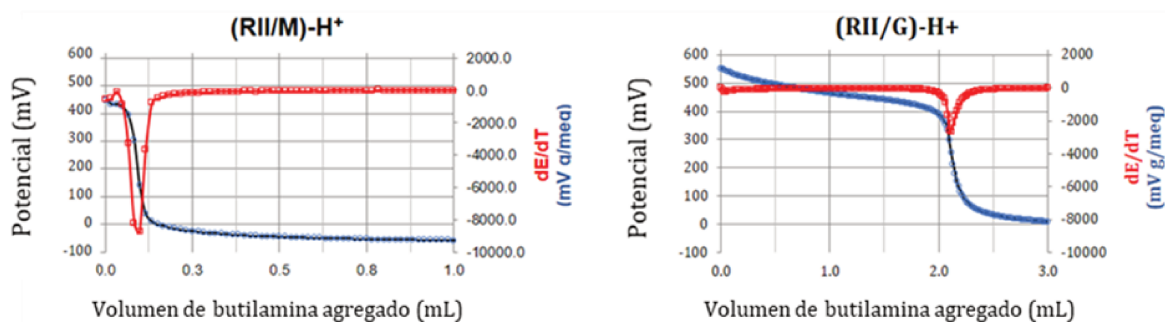 (RII/M)-H⁺
600
500
400
300
200
100
0
-100
Potencial (mV)
2000.0
0.0
-2000.0
-4000.0
-6000.0
-8000.0
-10000.0
dE/dT
(mV g/meq)
0.0 0.3 0.5 0.8 1.0
Volumen de butilamina agregado (mL)
(RII/G)-H+
600
500
400
300
200
100
0
-100
Potencial (mV)
2000
0
-2000
-4000
-6000
-8000
-10000
dE/dT
(mV g/meq)
0.0 1.0 2.0 3.0
Volumen de butilamina agregado (mL)